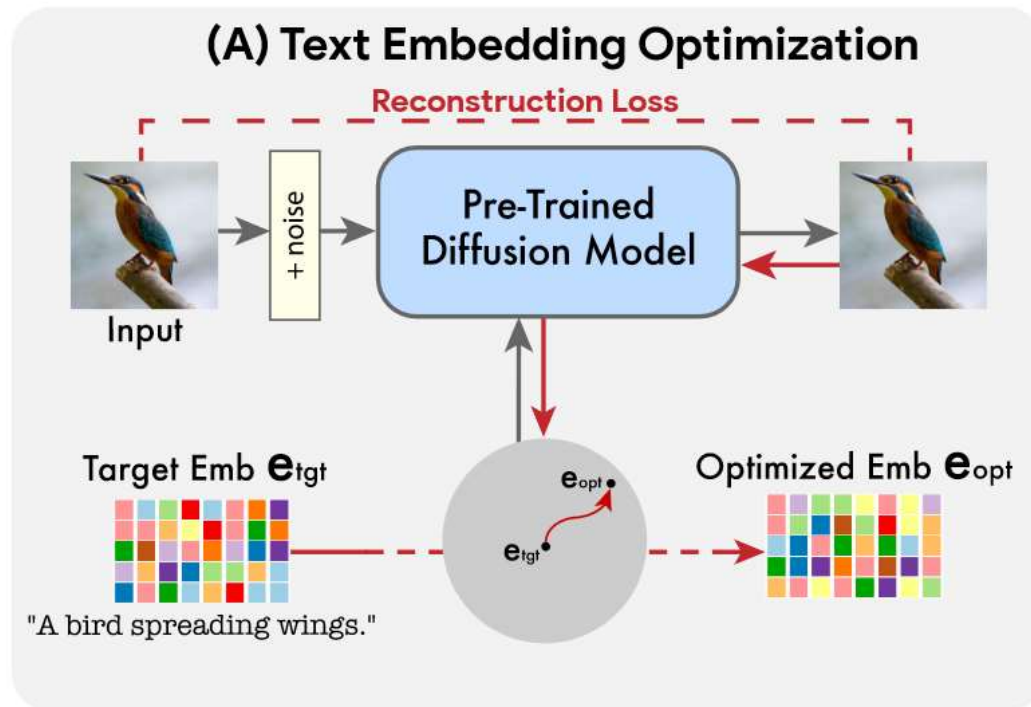 (A) Text Embedding Optimization
Reconstruction Loss
+ noise
Pre-Trained
Diffusion Model
Input
Target Emb etgt
Optimized Emb eopt
eopt
etgt
"A bird spreading wings."